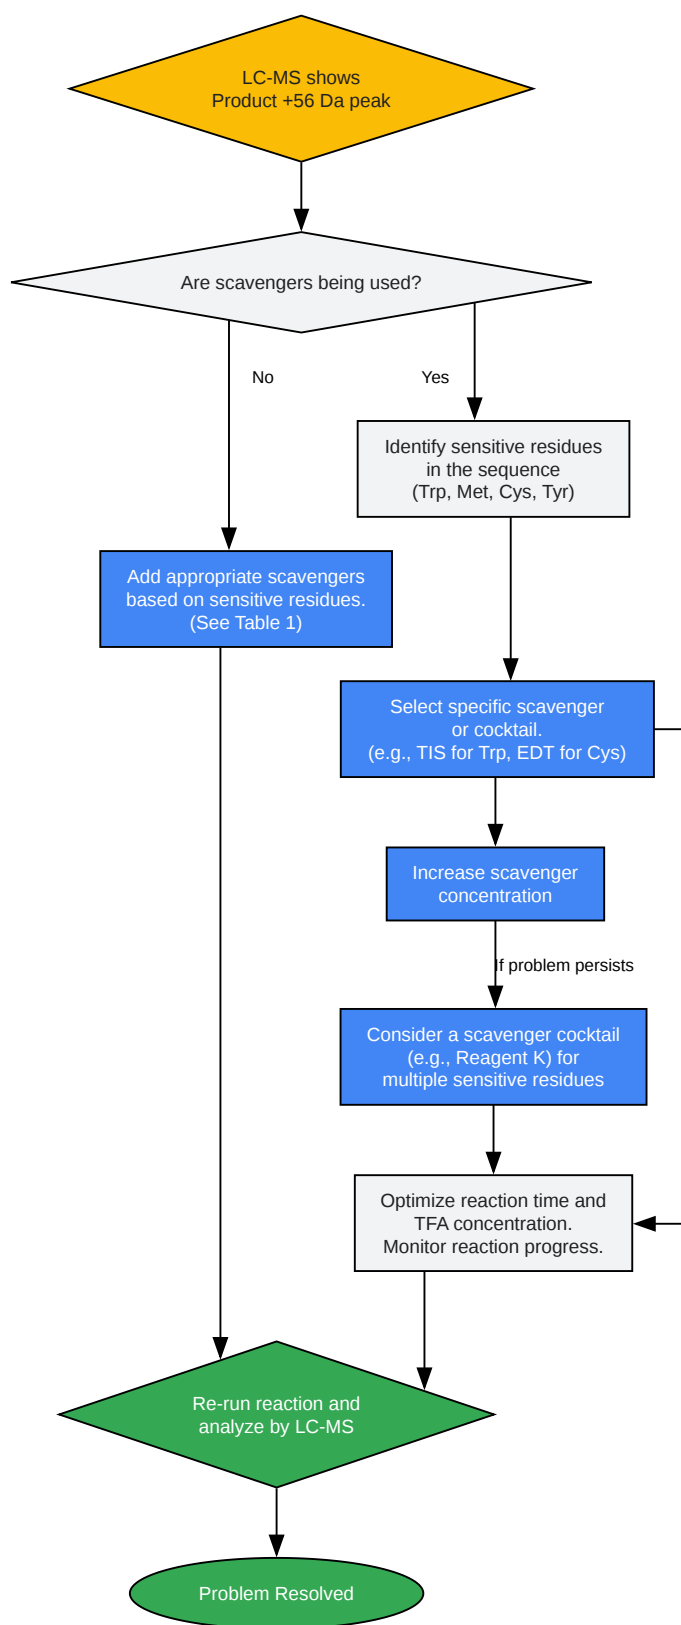 LC-MS shows
Product +56 Da peak
Are scavengers being used?
No
Yes
Identify sensitive residues
in the sequence
(Trp, Met, Cys, Tyr)
Add appropriate scavengers
based on sensitive residues.
(See Table 1)
Select specific scavenger
or cocktail.
(e.g., TIS for Trp, EDT for Cys)
Increase scavenger
concentration
If problem persists
Consider a scavenger cocktail
(e.g., Reagent K) for
multiple sensitive residues
Optimize reaction time and
TFA concentration.
Monitor reaction progress.
Re-run reaction and
analyze by LC-MS
Problem Resolved